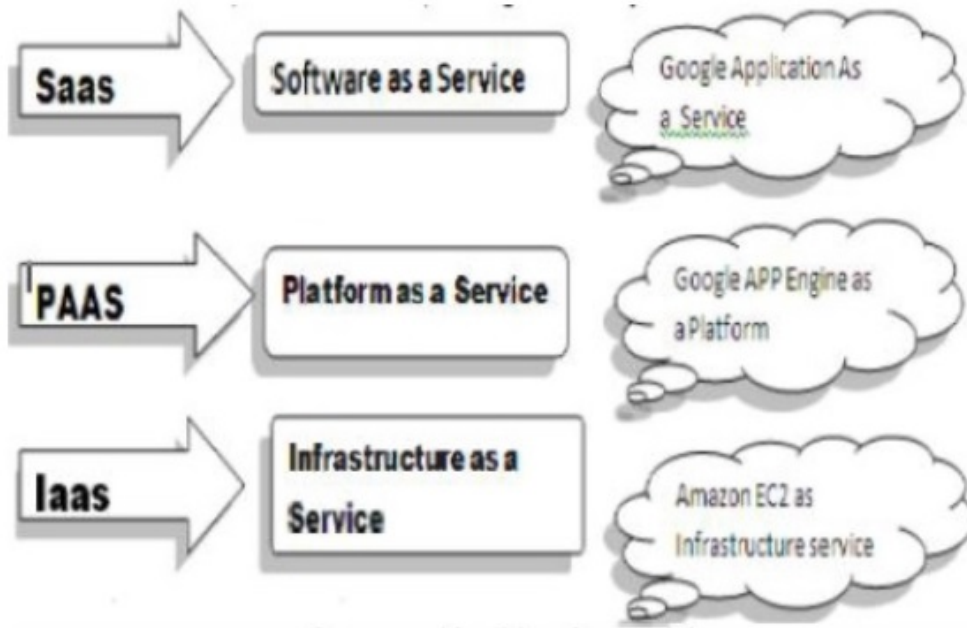 Saas
Software as a Service
Google Application As
a Service
PAAS
Platform as a Service
Google APP Engine as
a Platform
Iaas
Infrastructure as a
Service
Amazon EC2 as
Infrastructure service